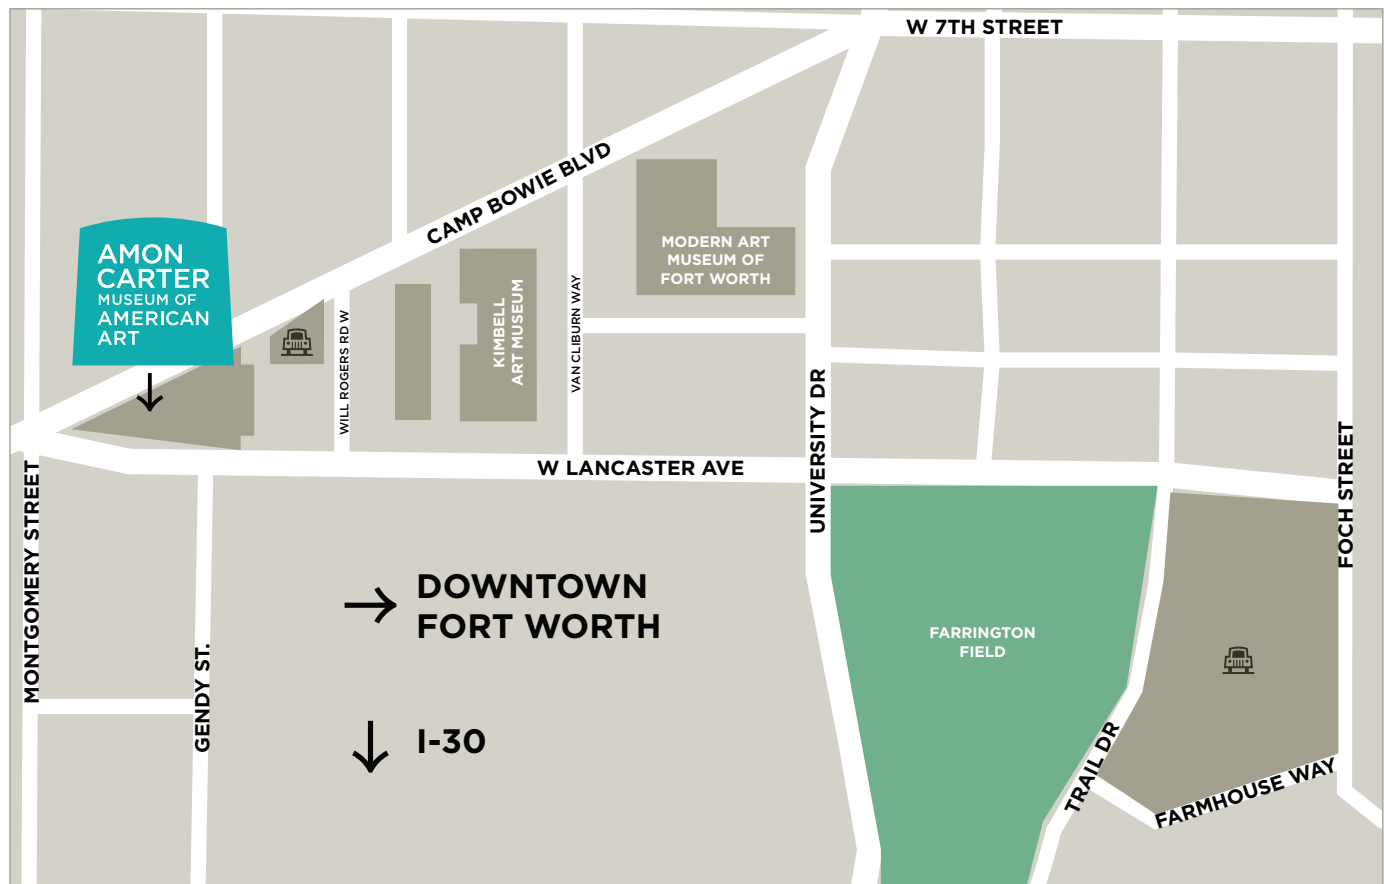 W 7TH STREET
CAMP BOWIE BLVD
AMON
CARTER
MUSEUM OF
AMERICAN
ART
MODERN ART
MUSEUM OF
FORT WORTH
KIMBELL
ART MUSEUM
VAN CLIBURN WAY
WILL ROGERS RD W
UNIVERSITY DR
W LANCASTER AVE
FOCH STREET
MONTGOMERY STREET
GENDY ST.
DOWNTOWN
FORT WORTH
I-30
FARRINGTON
FIELD
TRAIL DR
FARMHOUSE WAY